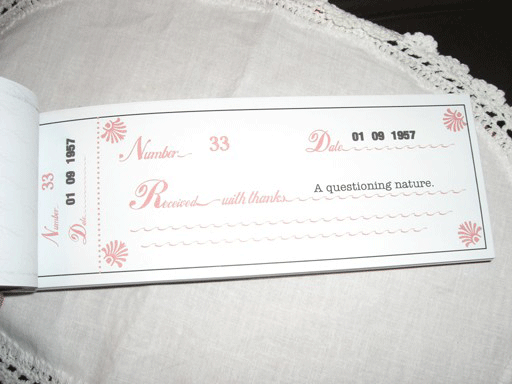 Number 33
Date 01 09 1957
Received with thanks A questioning nature.
Number 33
Date 01 09 1957